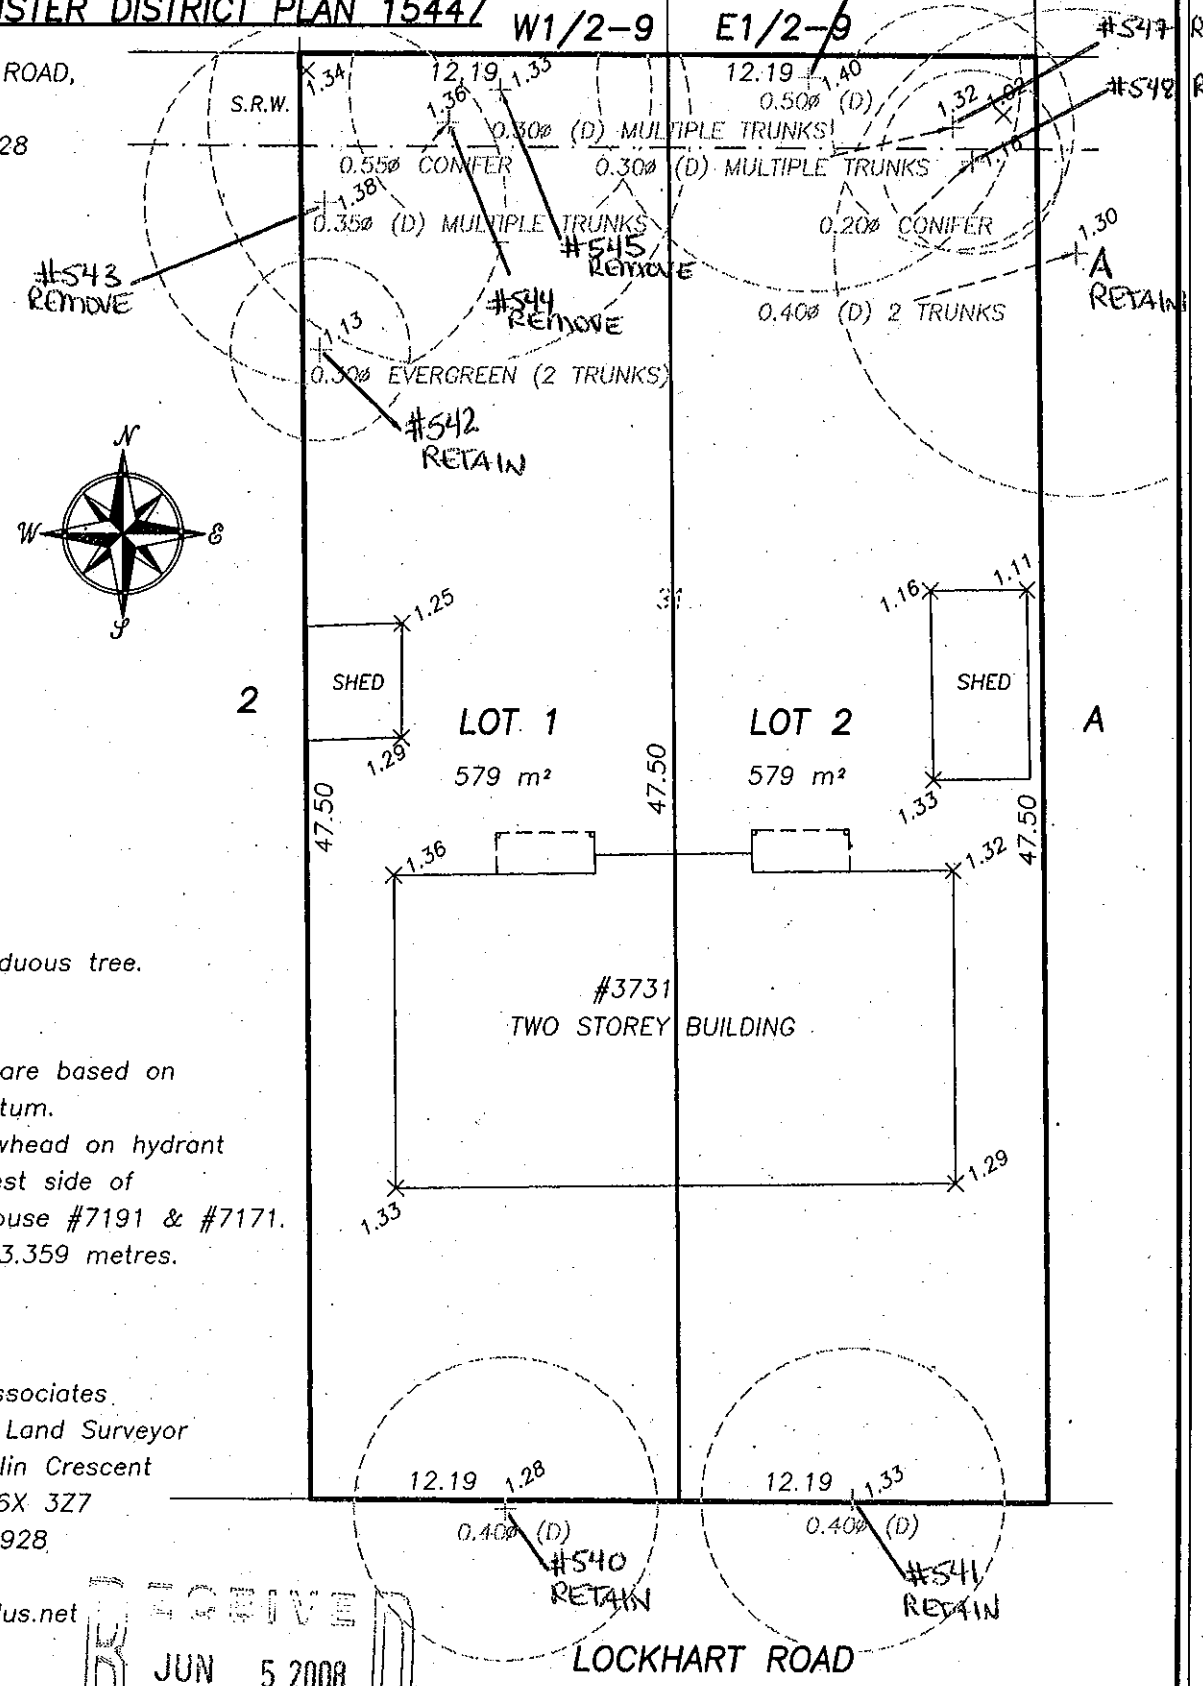 STER DISTRICT PLAN 15447
W1/2-9
E1/2-9
#547 R
#548 R
ROAD,
28
S.R.W.
1.34
12.19
1.33
1.36
12.19
1.40
0.50ø (D)
1.32
1.02
0.30ø (D) MULTIPLE TRUNKS
0.55ø CONIFER
0.30ø (D) MULTIPLE TRUNKS
1.16
1.38
0.35ø (D) MULTIPLE TRUNKS
0.20ø CONIFER
1.30
#545
REMOVE
#543
REMOVE
#544
REMOVE
A
RETAIN
0.40ø (D) 2 TRUNKS
1.13
0.30ø EVERGREEN (2 TRUNKS)
#542
RETAIN
N
W
E
S
1.25
SHED
1.29
1.16
1.11
SHED
1.33
31
2
LOT 1
579 m²
LOT 2
579 m²
A
47.50
47.50
47.50
1.36
1.32
#3731
TWO STOREY BUILDING
1.33
1.29
duous tree.
are based on
tum.
whead on hydrant
est side of
ouse #7191 & #7171.
3.359 metres.
ssociates
Land Surveyor
lin Crescent
6X 3Z7
928
lus.net
12.19
1.28
12.19
1.33
0.40ø (D)
0.40ø (D)
#540
RETAIN
#541
RETAIN
RECEIVED
JUN 5 2008
LOCKHART ROAD